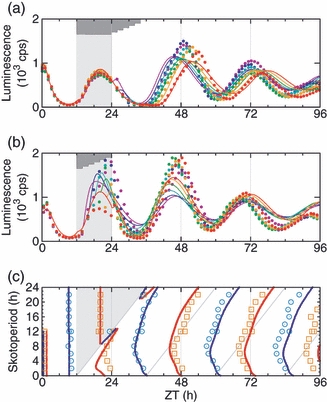 (a)
Luminescence
(10³ cps)
2
1
0
0 24 48 72 96
(b)
Luminescence
(10³ cps)
2
1
0
0 24 48 72 96
(c)
Skotoperiod (h)
24
20
16
12
8
4
0
0 24 48 72 96
ZT (h)